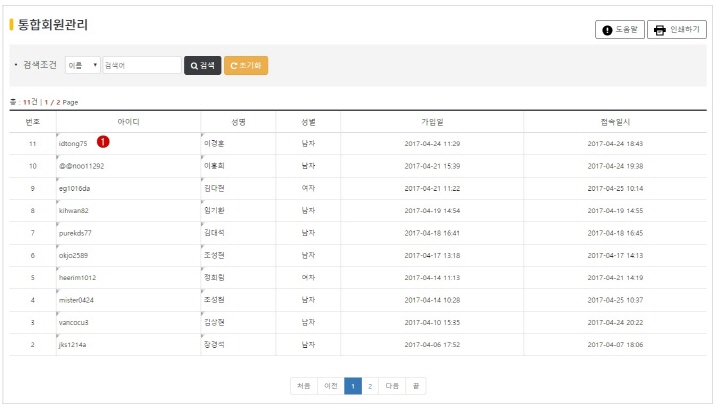 통합회원관리
도움말 인쇄하기
• 검색조건 이름 검색어 검색 초기화
총 : 11건 | 1 / 2 Page
번호 아이디 성명 성별 가입일 접속일시
11 idtong75 1 이경훈 남자 2017-04-24 11:29 2017-04-24 18:43
10 @@noo11292 이홍희 남자 2017-04-21 15:39 2017-04-24 19:38
9 eg1016da 김다현 여자 2017-04-21 11:22 2017-04-25 10:14
8 kihwan82 임기환 남자 2017-04-19 14:54 2017-04-19 14:55
7 purekds77 김대석 남자 2017-04-18 16:41 2017-04-18 16:45
6 okjo2589 조성현 남자 2017-04-17 13:18 2017-04-17 14:13
5 heerim1012 정희림 여자 2017-04-14 11:13 2017-04-21 14:19
4 mister0424 조성현 남자 2017-04-14 10:28 2017-04-25 10:37
3 vancocu3 김상현 남자 2017-04-10 15:35 2017-04-24 20:22
2 jks1214a 장경석 남자 2017-04-06 17:52 2017-04-07 18:06
처음 이전 1 2 다음 끝